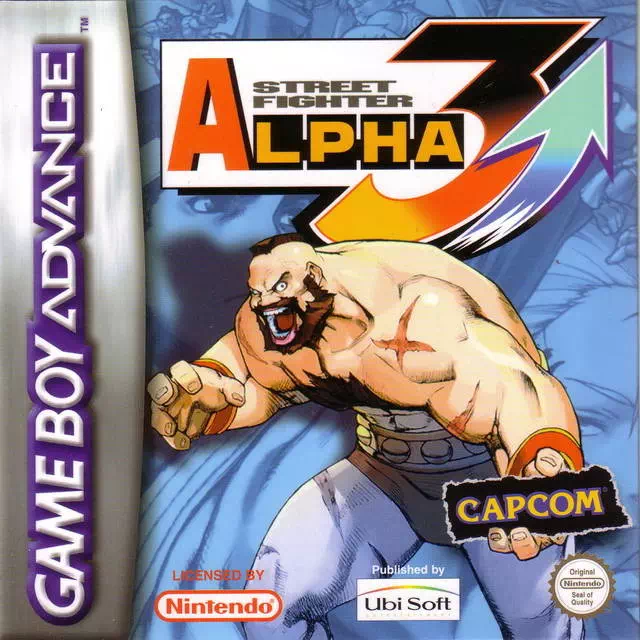 GAME BOY ADVANCE
TM
STREET
FIGHTER
ALPHA 3
CAPCOM
LICENSED BY
Nintendo
Published by
Ubi Soft
ENTERTAINMENT
Original
Nintendo
Seal of
Quality